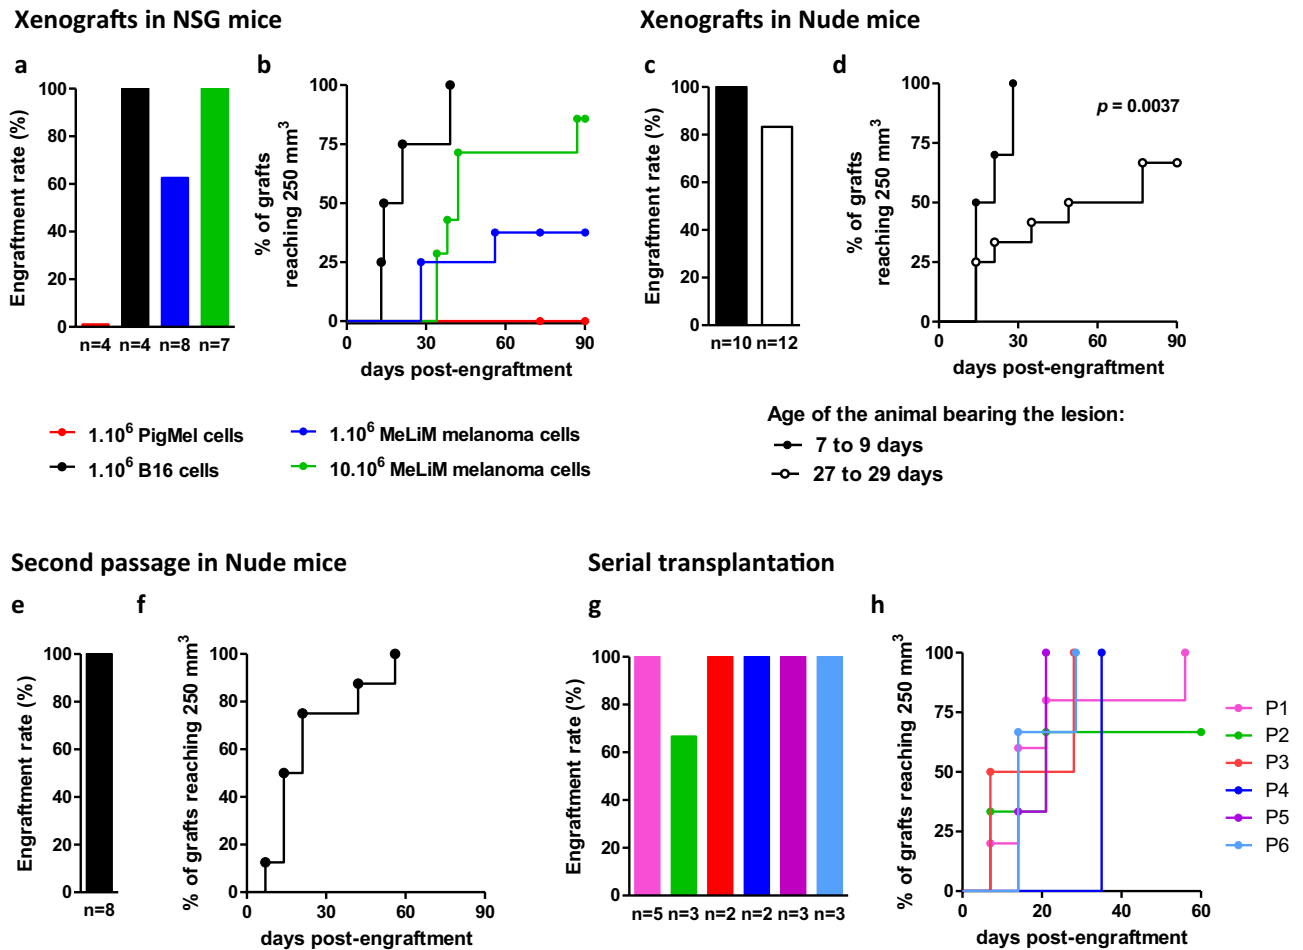 Xenografts in NSG mice
Xenografts in Nude mice
a
Engraftment rate (%)
100
80
60
40
20
0
n=4 n=4 n=8 n=7
b
% of grafts
reaching 250 mm³
100
75
50
25
0
0 30 60 90
days post-engraftment
c
Engraftment rate (%)
100
80
60
40
20
0
n=10 n=12
d
% of grafts
reaching 250 mm³
100
75
50
25
0
p = 0.0037
0 30 60 90
days post-engraftment
1.10⁶ PigMel cells
1.10⁶ B16 cells
1.10⁶ MeLiM melanoma cells
10.10⁶ MeLiM melanoma cells
Age of the animal bearing the lesion:
7 to 9 days
27 to 29 days
Second passage in Nude mice
Serial transplantation
e
Engraftment rate (%)
100
80
60
40
20
0
n=8
f
% of grafts reaching 250 mm³
100
80
60
40
20
0
0 30 60 90
days post-engraftment
g
Engraftment rate (%)
100
80
60
40
20
0
n=5 n=3 n=2 n=2 n=3 n=3
h
% of grafts reaching 250 mm³
100
75
50
25
0
0 20 40 60
days post-engraftment
P1
P2
P3
P4
P5
P6